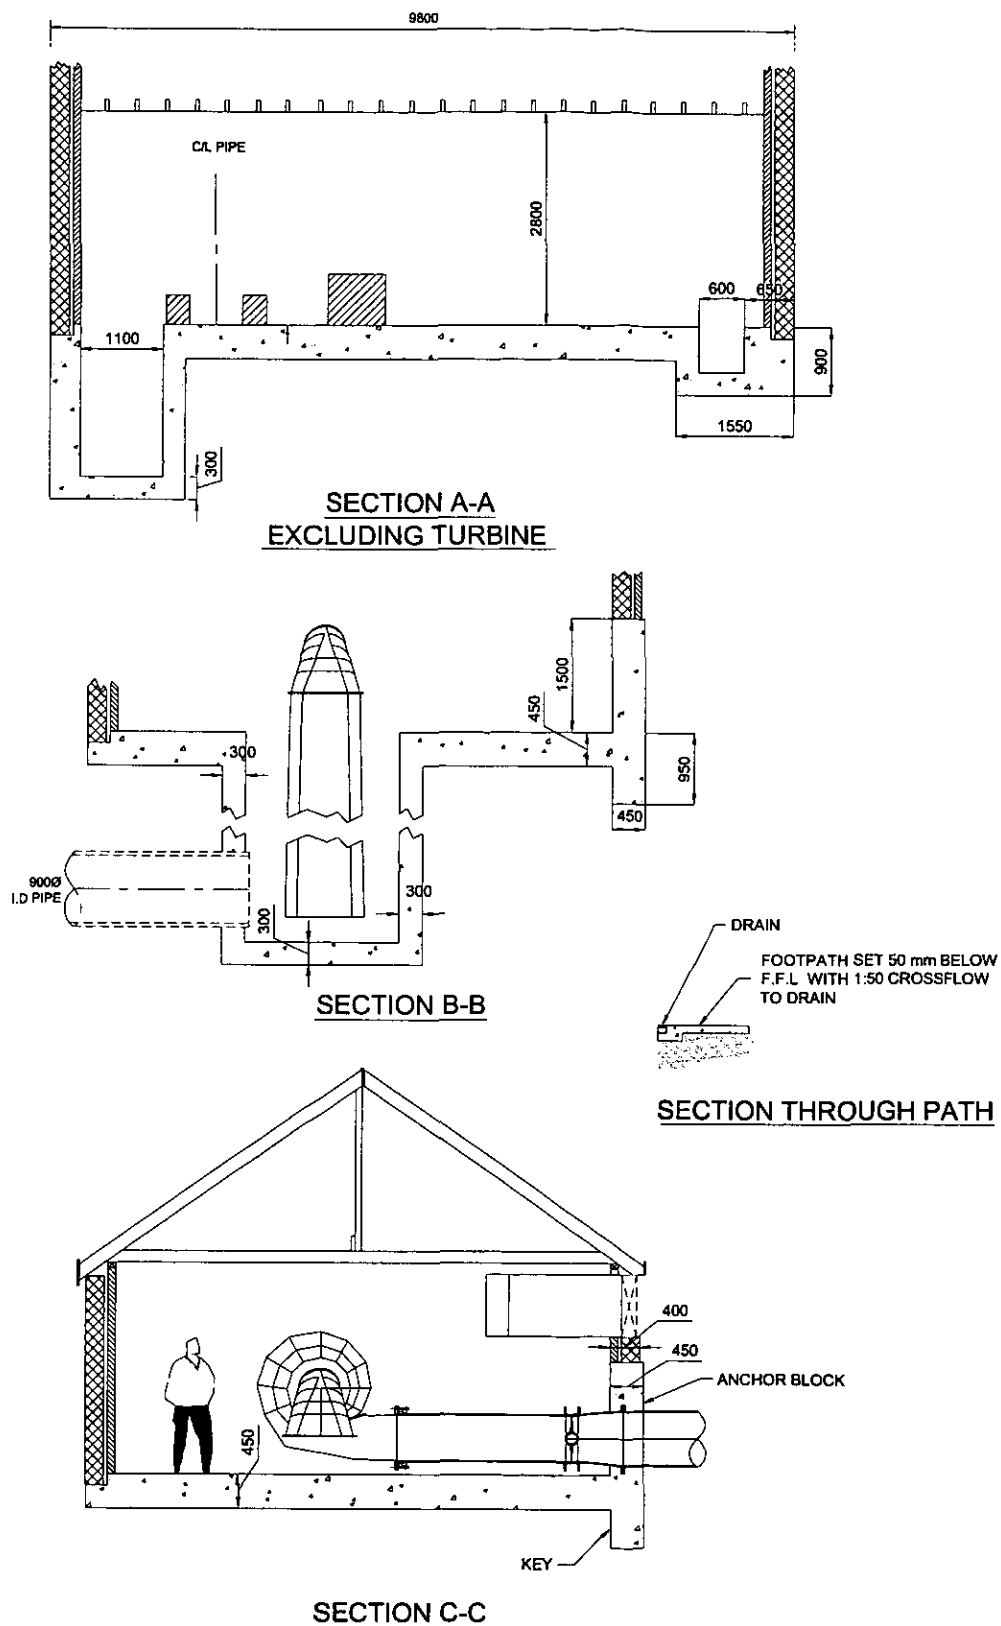 9800
C/L PIPE
2800
600
650
1100
900
1550
300
SECTION A-A
EXCLUDING TURBINE
1500
450
300
950
450
900Ø
I.D PIPE
300
300
SECTION B-B
DRAIN
FOOTPATH SET 50 mm BELOW
F.F.L WITH 1:50 CROSSFLOW
TO DRAIN
SECTION THROUGH PATH
400
450
ANCHOR BLOCK
450
KEY
SECTION C-C